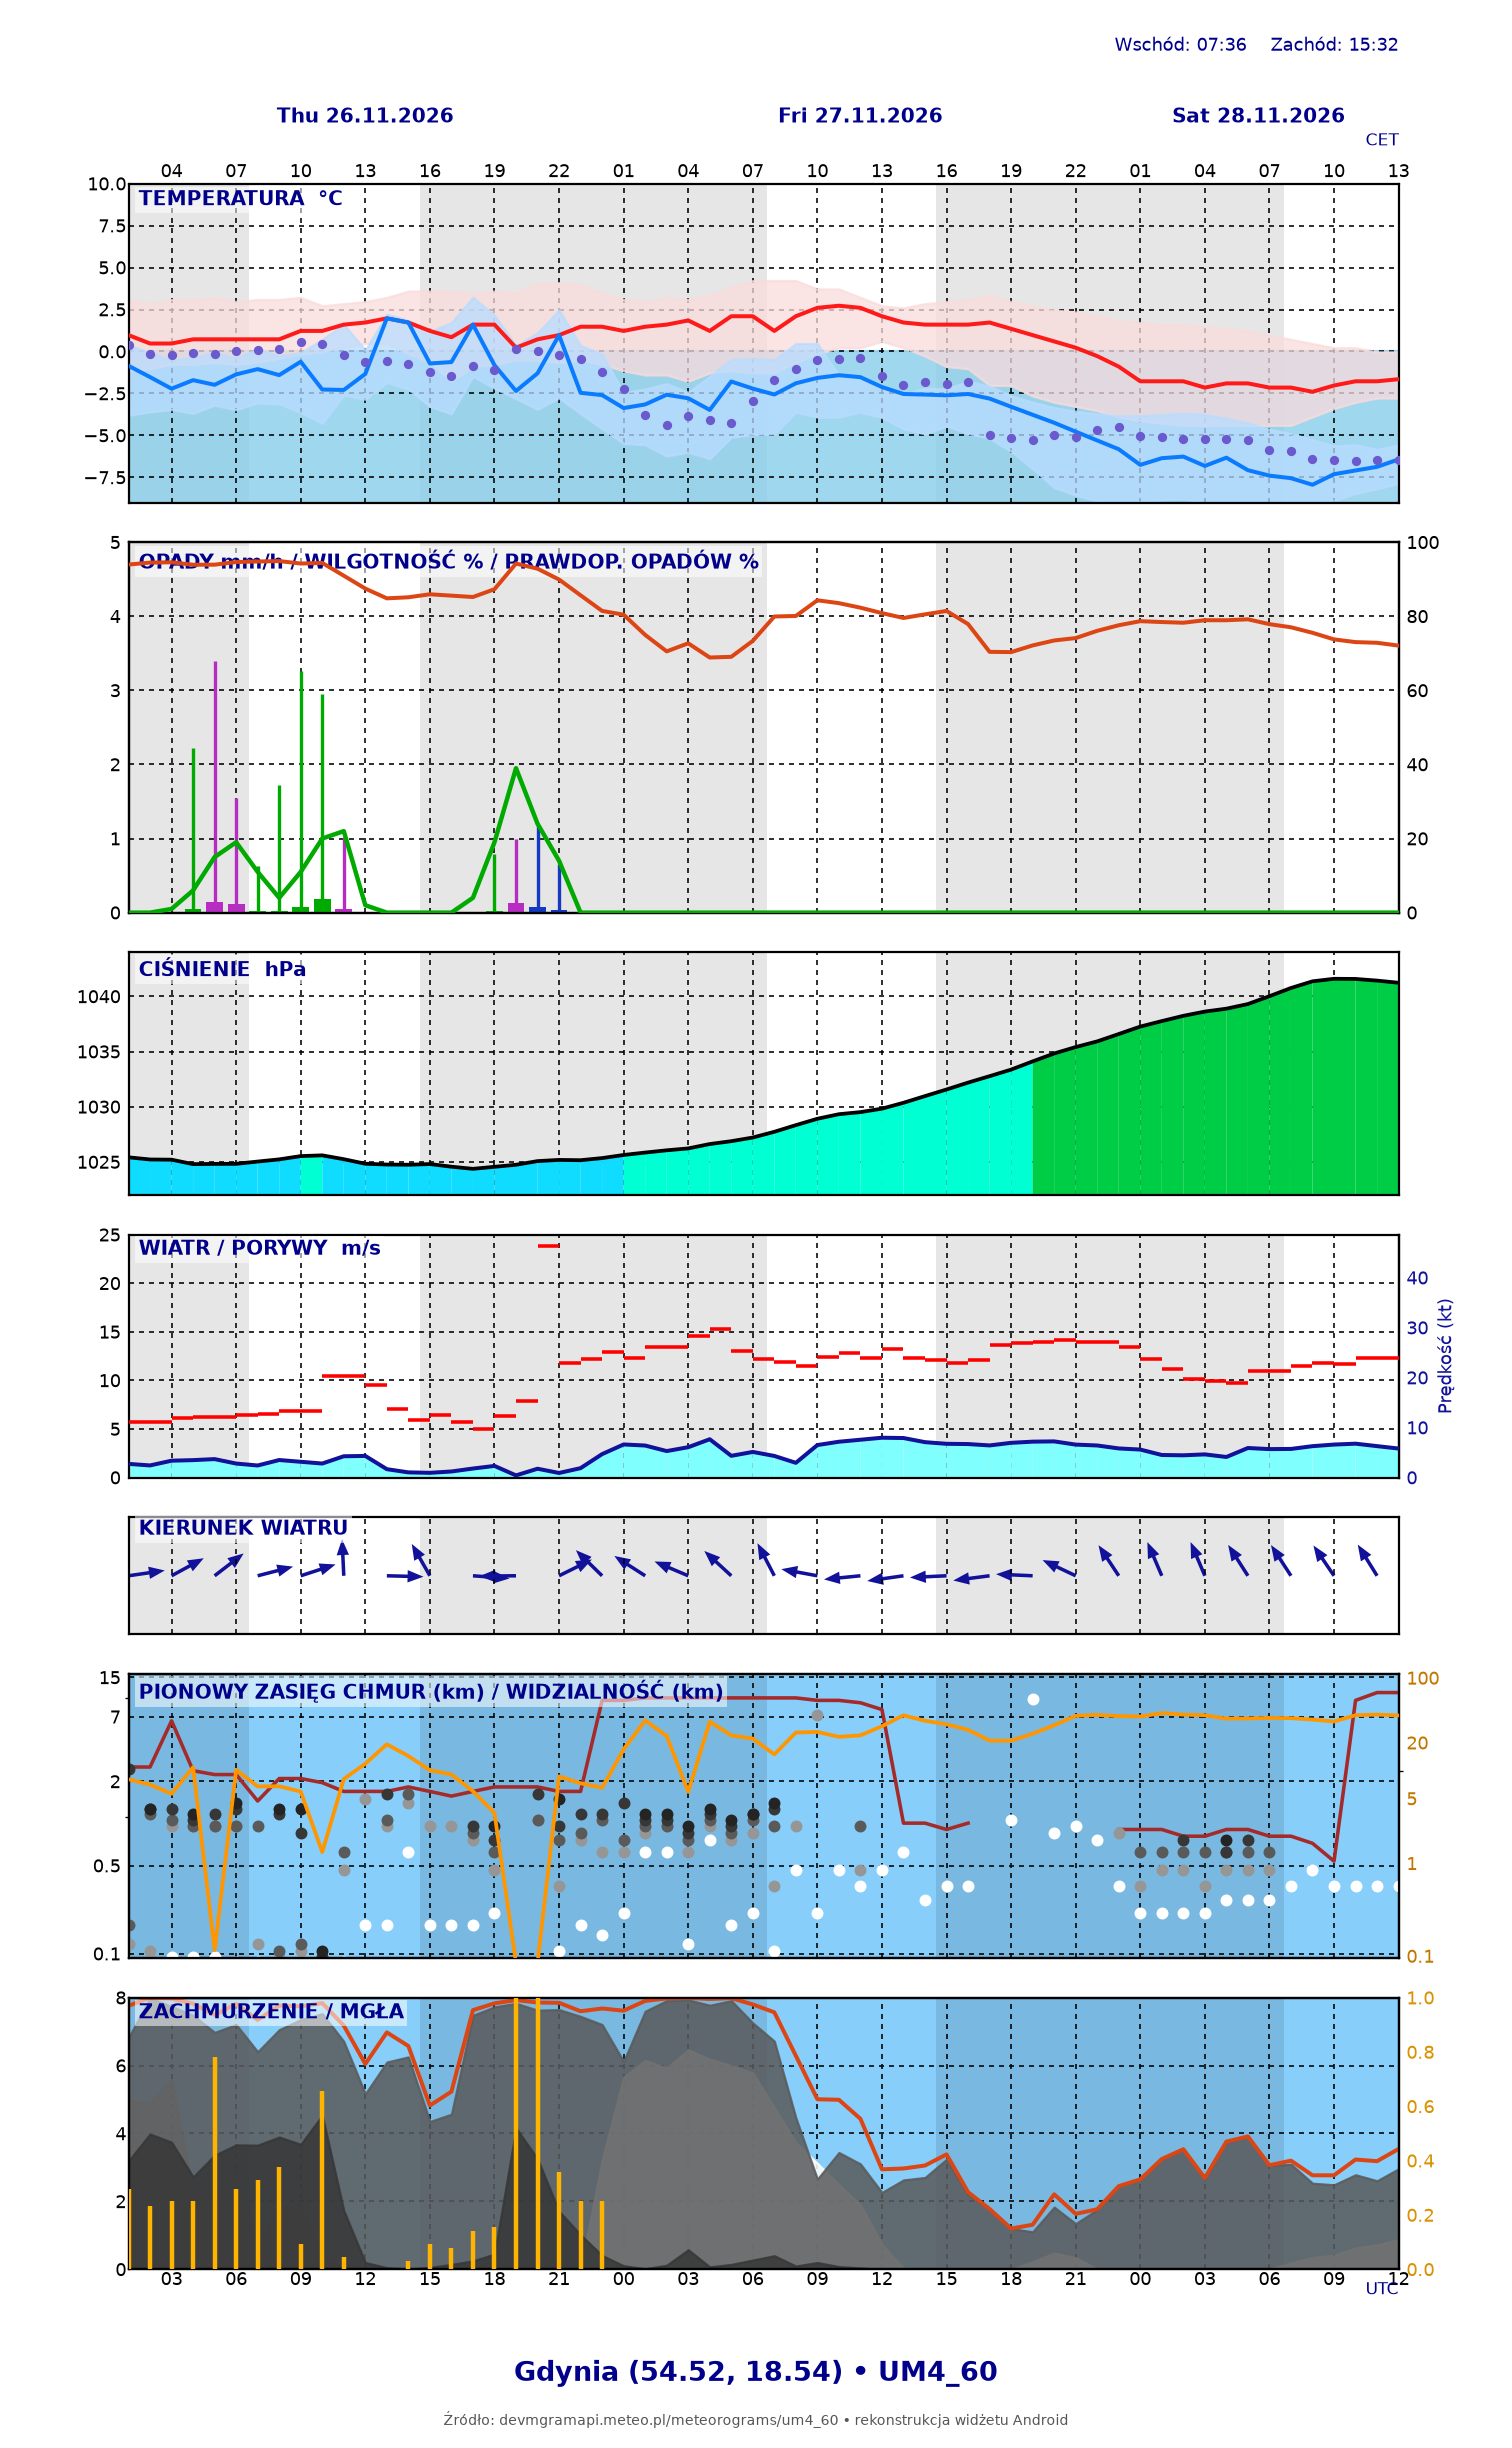 Wschód: 07:36 Zachód: 15:32
Thu 26.11.2026 Fri 27.11.2026 Sat 28.11.2026
CET
04 07 10 13 16 19 22 01 04 07 10 13 16 19 22 01 04 07 10 13
TEMPERATURA °C
10.0
7.5
5.0
2.5
0.0
−2.5
−5.0
−7.5
OPADY mm/h / WILGOTNOŚĆ % / PRAWDOP. OPADÓW %
5 100
4 80
3 60
2 40
1 20
0 0
CIŚNIENIE hPa
1040
1035
1030
1025
WIATR / PORYWY m/s
25
20 40
15 30
10 20
5 10
0 0
Prędkość (kt)
KIERUNEK WIATRU
PIONOWY ZASIĘG CHMUR (km) / WIDZIALNOŚĆ (km)
15 100
7 20
2 5
0.5 1
0.1 0.1
ZACHMURZENIE / MGŁA
8 1.0
0.8
6 0.6
4 0.4
2 0.2
0 0.0
03 06 09 12 15 18 21 00 03 06 09 12 15 18 21 00 03 06 09 12
UTC
Gdynia (54.52, 18.54) • UM4_60
Źródło: devmgramapi.meteo.pl/meteorograms/um4_60 • rekonstrukcja widżetu Android